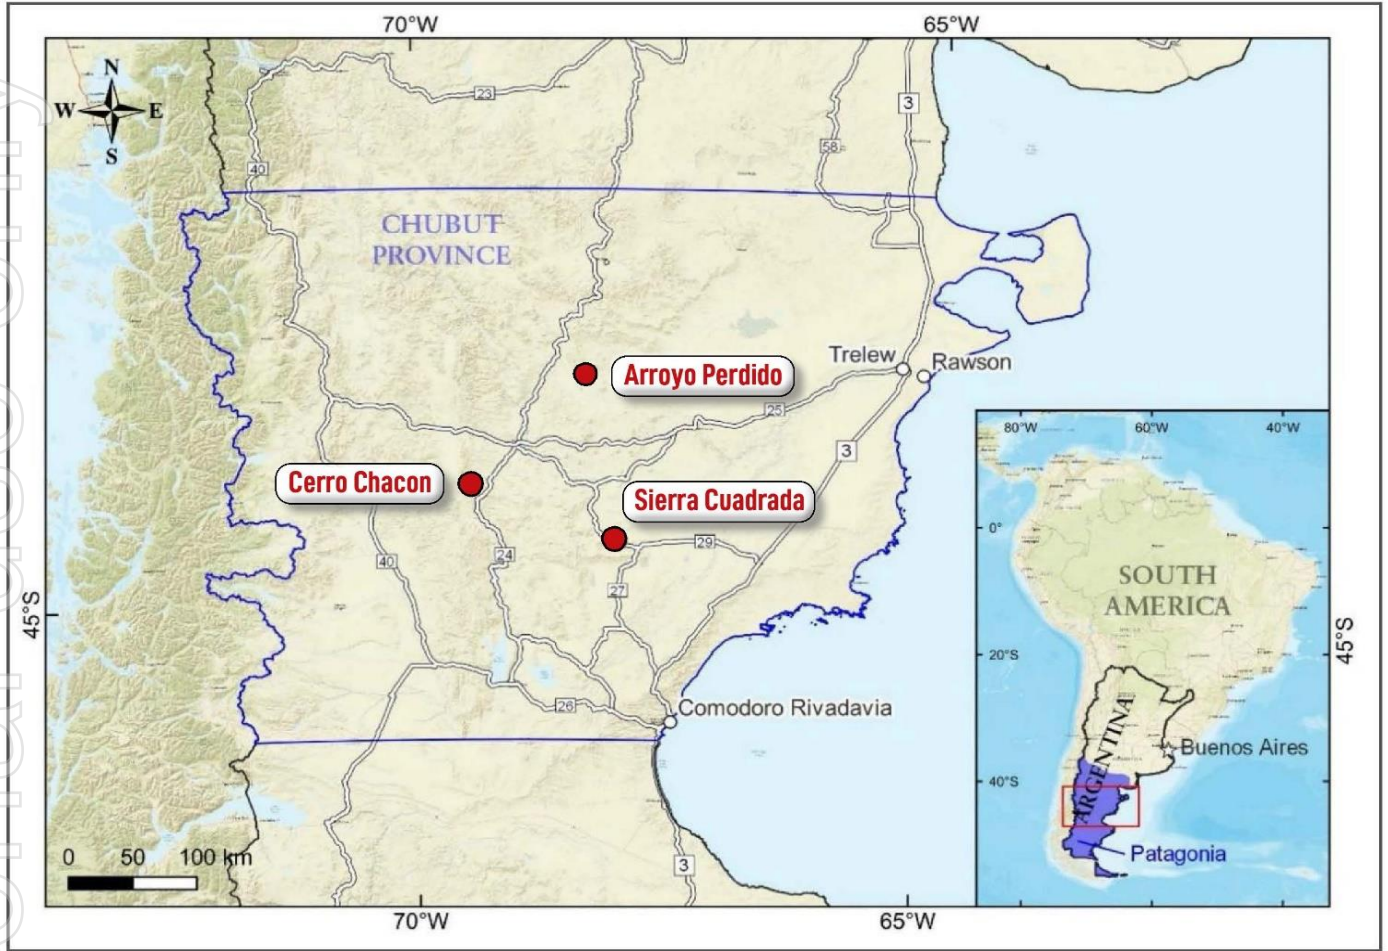 70°W
65°W
N
W
E
S
23
3
58
40
CHUBUT
PROVINCE
Trelew
Rawson
Arroyo Perdido
25
3
80°W
60°W
40°W
Cerro Chacon
Sierra Cuadrada
0°
40
24
29
27
SOUTH
AMERICA
45°S
45°S
20°S
26
Comodoro Rivadavia
ARGENTINA
Buenos Aires
40°S
0
50
100 km
3
Patagonia
70°W
65°W